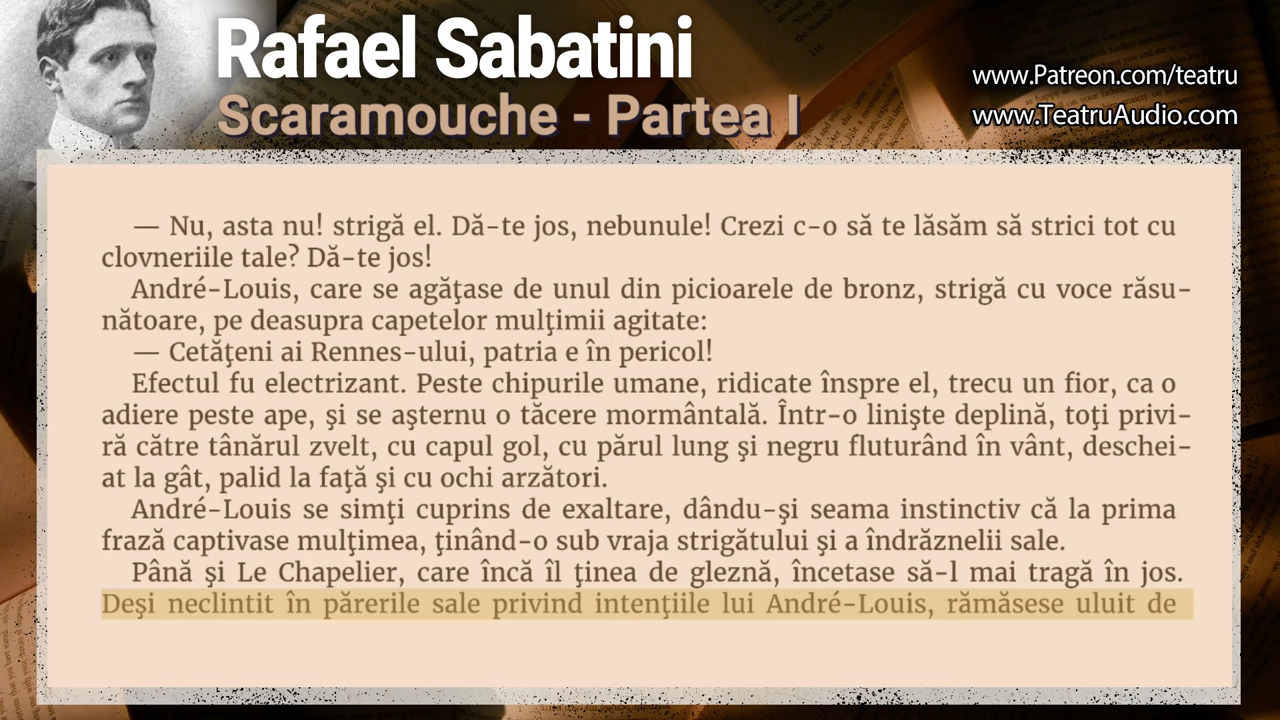 Rafael Sabatini
Scaramouche - Partea I
www.Patreon.com/teatru
www.TeatruAudio.com
— Nu, asta nu! strigă el. Dă-te jos, nebunule! Crezi c-o să te lăsăm să strici tot cu
clovneriile tale? Dă-te jos!
André-Louis, care se agăţase de unul din picioarele de bronz, strigă cu voce răsu-
nătoare, pe deasupra capetelor mulţimii agitate:
— Cetăţeni ai Rennes-ului, patria e în pericol!
Efectul fu electrizant. Peste chipurile umane, ridicate înspre el, trecu un fior, ca o
adiere peste ape, şi se aşternu o tăcere mormântală. Într-o linişte deplină, toţi privi-
ră către tânărul zvelt, cu capul gol, cu părul lung şi negru fluturând în vânt, deschei-
at la gât, palid la faţă şi cu ochi arzători.
André-Louis se simţi cuprins de exaltare, dându-şi seama instinctiv că la prima
frază captivase mulţimea, ţinând-o sub vraja strigătului şi a îndrăznelii sale.
Până şi Le Chapelier, care încă îl ţinea de gleznă, încetase să-l mai tragă în jos.
Deşi neclintit în părerile sale privind intenţiile lui André-Louis, rămăsese uluit de